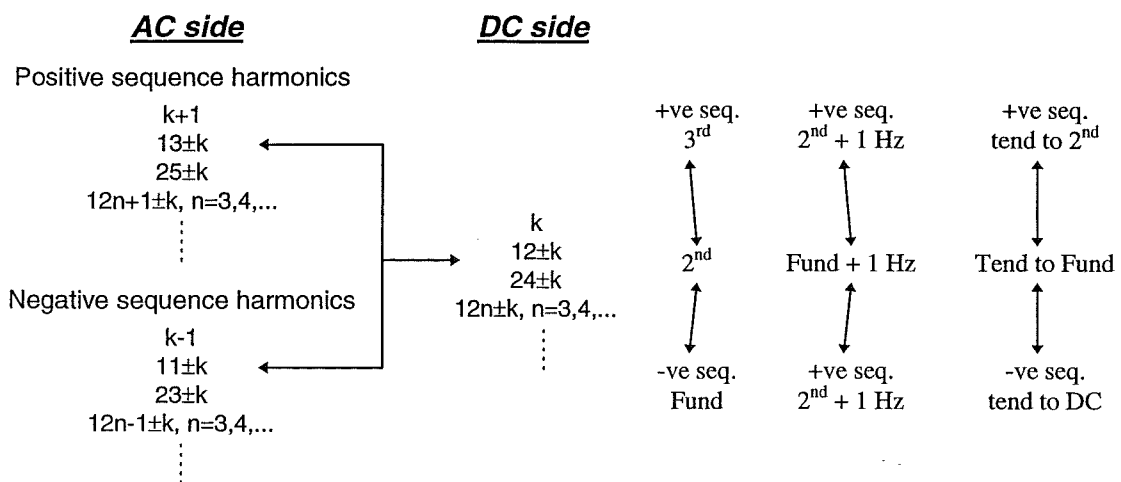 AC side
Positive sequence harmonics
k+1
13±k
25±k
12n+1±k, n=3,4,...
Negative sequence harmonics
k-1
11±k
23±k
12n-1±k, n=3,4,...
DC side
k
12±k
24±k
12n±k, n=3,4,...
+ve seq.
3rd
2nd
-ve seq.
Fund
+ve seq.
2nd + 1 Hz
Fund + 1 Hz
+ve seq.
2nd + 1 Hz
+ve seq.
tend to 2nd
Tend to Fund
-ve seq.
tend to DC